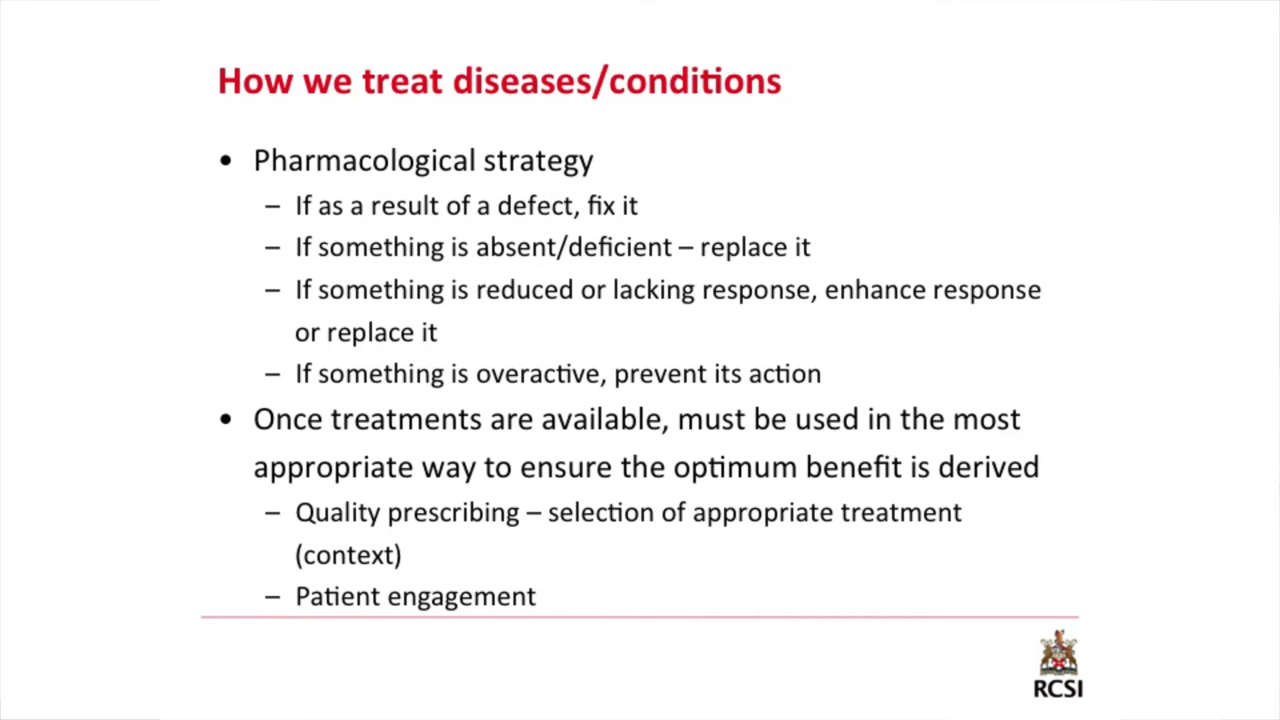 How we treat diseases/conditions
• Pharmacological strategy
– If as a result of a defect, fix it
– If something is absent/deficient – replace it
– If something is reduced or lacking response, enhance response
or replace it
– If something is overactive, prevent its action
• Once treatments are available, must be used in the most
appropriate way to ensure the optimum benefit is derived
– Quality prescribing – selection of appropriate treatment
(context)
– Patient engagement
RCSI